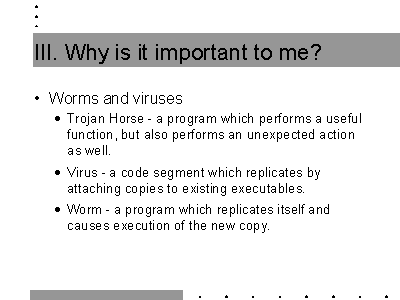 III. Why is it important to me?
• Worms and viruses
• Trojan Horse - a program which performs a useful
function, but also performs an unexpected action
as well.
• Virus - a code segment which replicates by
attaching copies to existing executables.
• Worm - a program which replicates itself and
causes execution of the new copy.